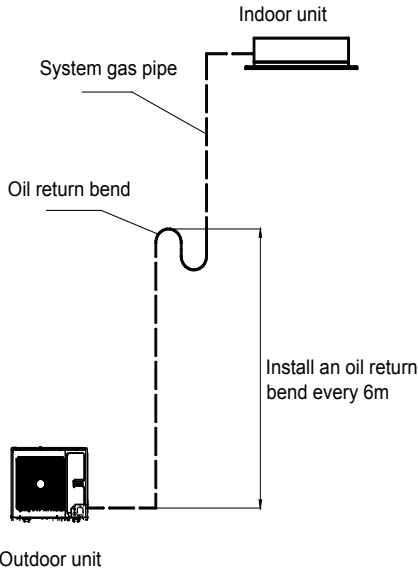 Indoor unit
System gas pipe
Oil return bend
Install an oil return
bend every 6m
Outdoor unit